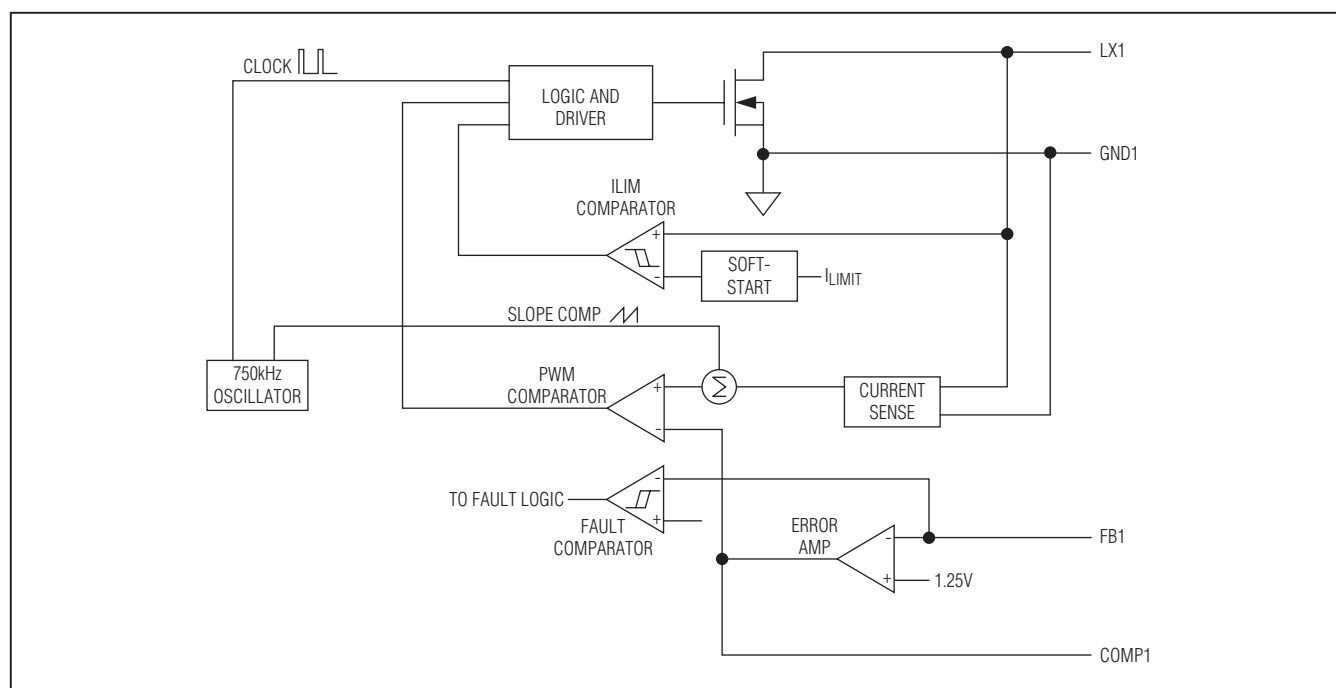 CLOCK
LOGIC AND
DRIVER
LX1
GND1
ILIM
COMPARATOR
+
-
SOFT-
START
ILIMIT
SLOPE COMP
750kHz
OSCILLATOR
PWM
COMPARATOR
+
-
Σ
CURRENT
SENSE
TO FAULT LOGIC
-
+
FAULT
COMPARATOR
ERROR
AMP
-
+
1.25V
FB1
COMP1